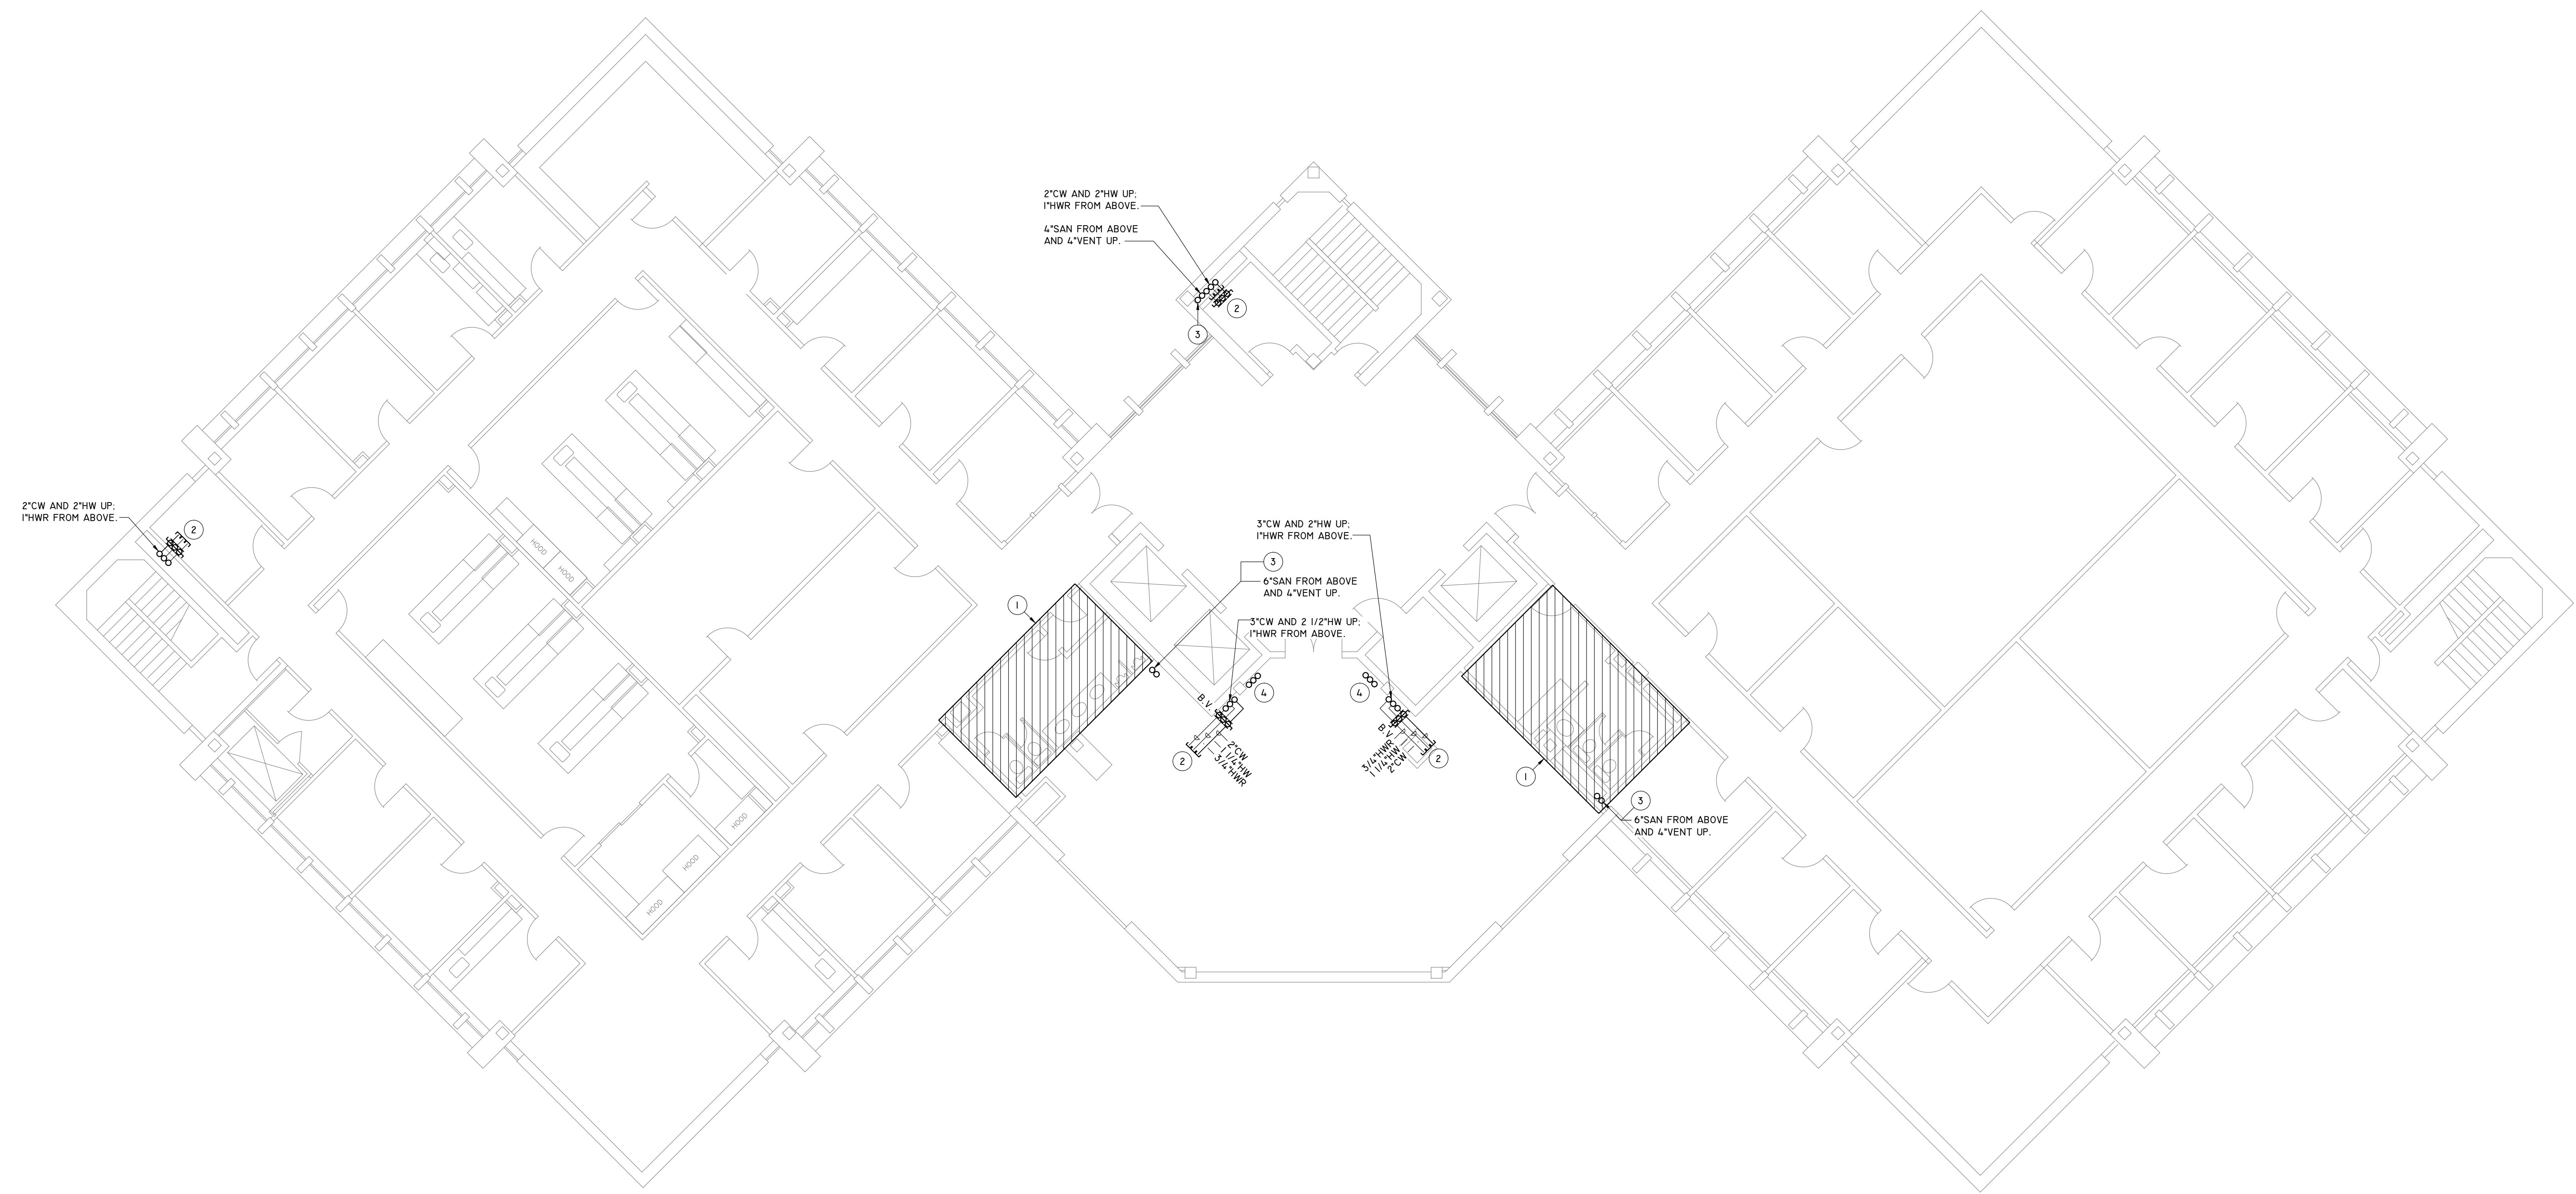 2"CW AND 2"HW UP;
1"HWR FROM ABOVE.
4"SAN FROM ABOVE
AND 4"VENT UP.
2
3
2"CW AND 2"HW UP;
1"HWR FROM ABOVE.
2
HOOD
HOOD
3"CW AND 2"HW UP;
1"HWR FROM ABOVE.
3
6"SAN FROM ABOVE
AND 4"VENT UP.
1
3"CW AND 2 1/2"HW UP;
1"HWR FROM ABOVE.
4
4
B.V.
2"CW
1 1/4"HW
3/4"HWR
2
B.V.
3/4"HWR
1 1/4"HW
2"CW
2
1
3
6"SAN FROM ABOVE
AND 4"VENT UP.
HOOD
HOOD
HOOD